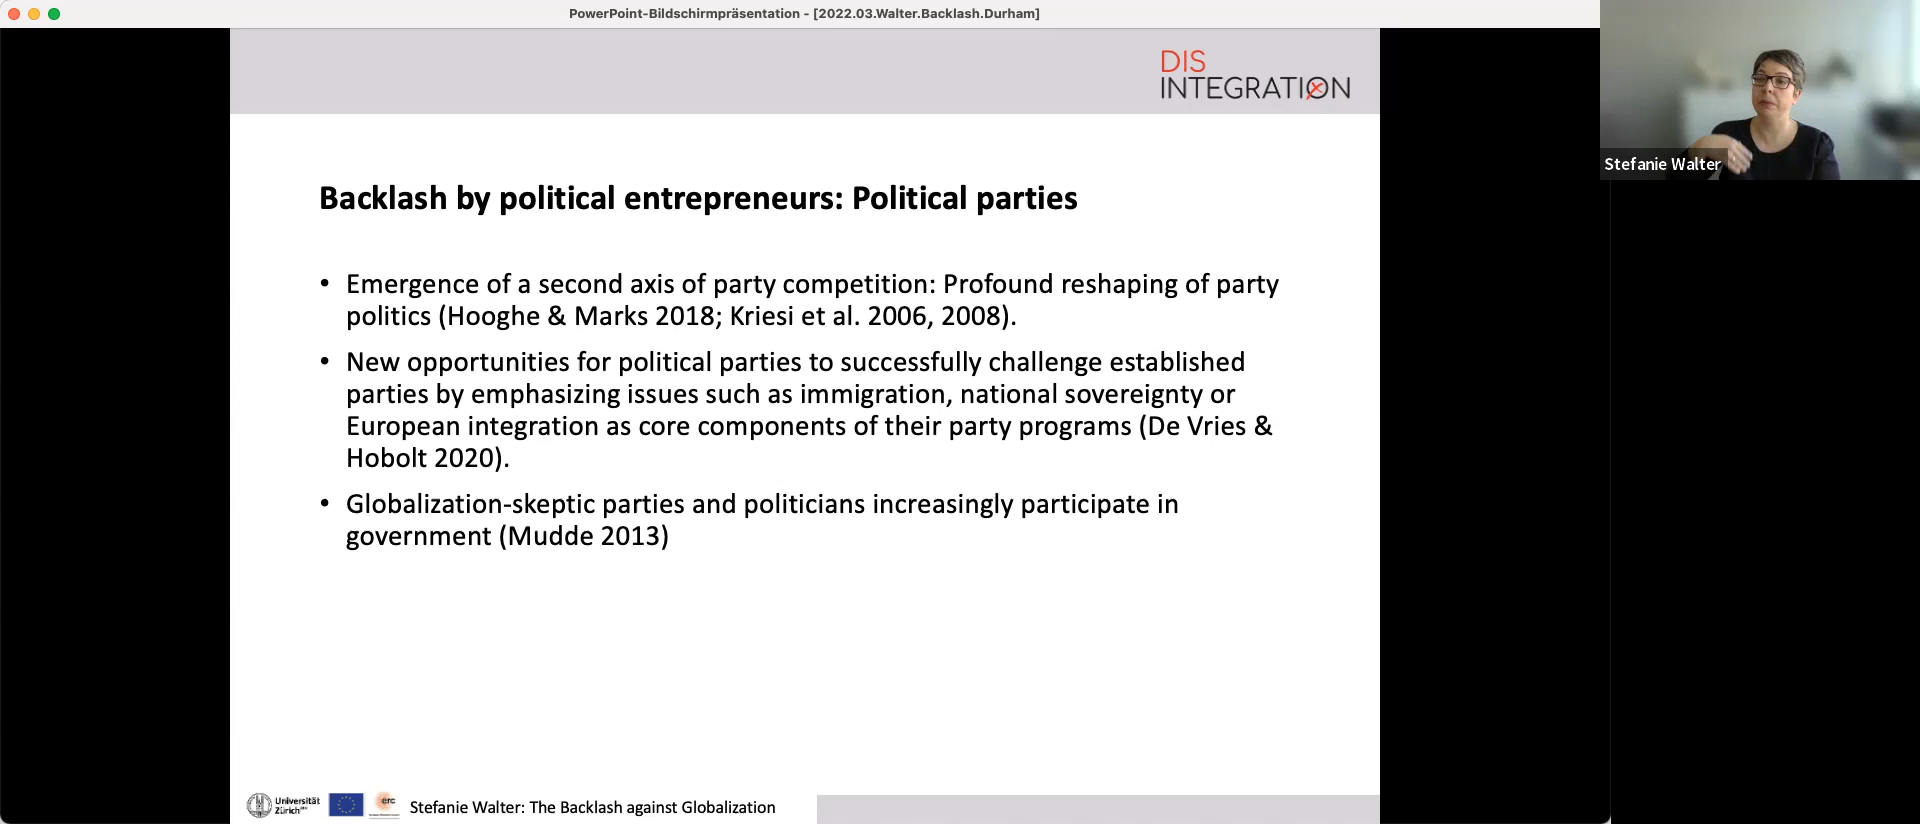 PowerPoint-Bildschirmpräsentation - [2022.03.Walter.Backlash.Durham]
DIS
INTEGRATION
Stefanie Walter
Backlash by political entrepreneurs: Political parties
• Emergence of a second axis of party competition: Profound reshaping of party
politics (Hooghe & Marks 2018; Kriesi et al. 2006, 2008).
• New opportunities for political parties to successfully challenge established
parties by emphasizing issues such as immigration, national sovereignty or
European integration as core components of their party programs (De Vries &
Hobolt 2020).
• Globalization-skeptic parties and politicians increasingly participate in
government (Mudde 2013)
Universität
Zürich
erc
Stefanie Walter: The Backlash against Globalization